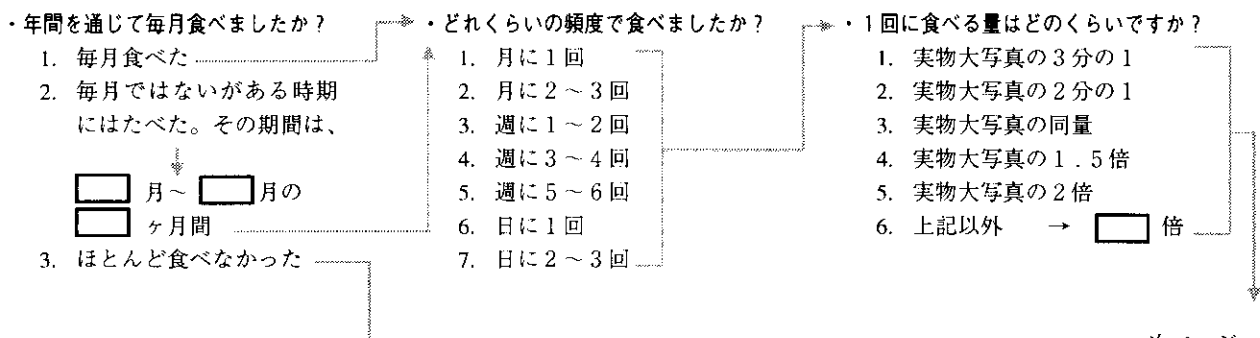 ・年間を通じて毎月食べましたか？
1. 毎月食べた
2. 毎月ではないがある時期
にはたべた。その期間は、
月～ 月の
ヶ月間
3. ほとんど食べなかった
・どれくらいの頻度で食べましたか？
1. 月に１回
2. 月に２～３回
3. 週に１～２回
4. 週に３～４回
5. 週に５～６回
6. 日に１回
7. 日に２～３回
・１回に食べる量はどのくらいですか？
1. 実物大写真の３分の１
2. 実物大写真の２分の１
3. 実物大写真の同量
4. 実物大写真の１．５倍
5. 実物大写真の２倍
6. 上記以外 → 倍